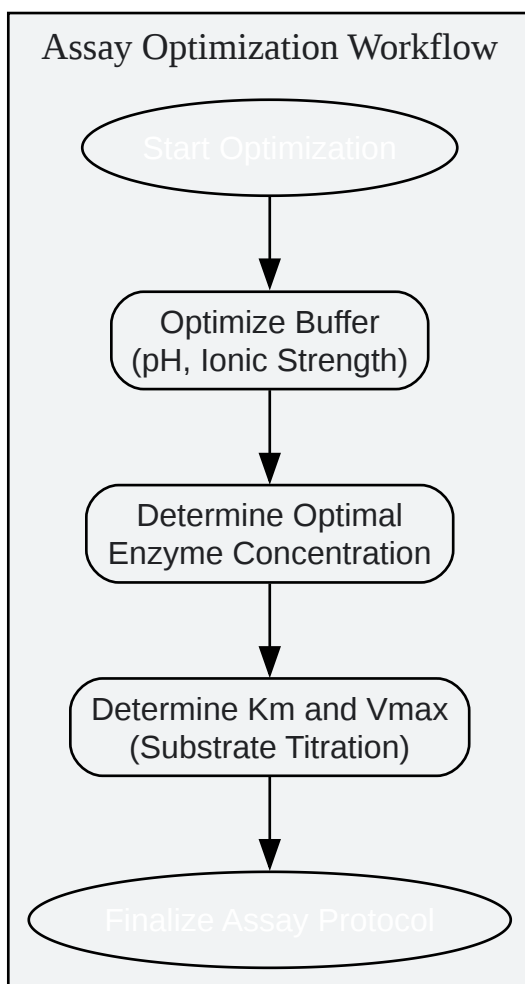 Assay Optimization Workflow
Start Optimization
Optimize Buffer
(pH, Ionic Strength)
Determine Optimal
Enzyme Concentration
Determine Km and Vmax
(Substrate Titration)
Finalize Assay Protocol